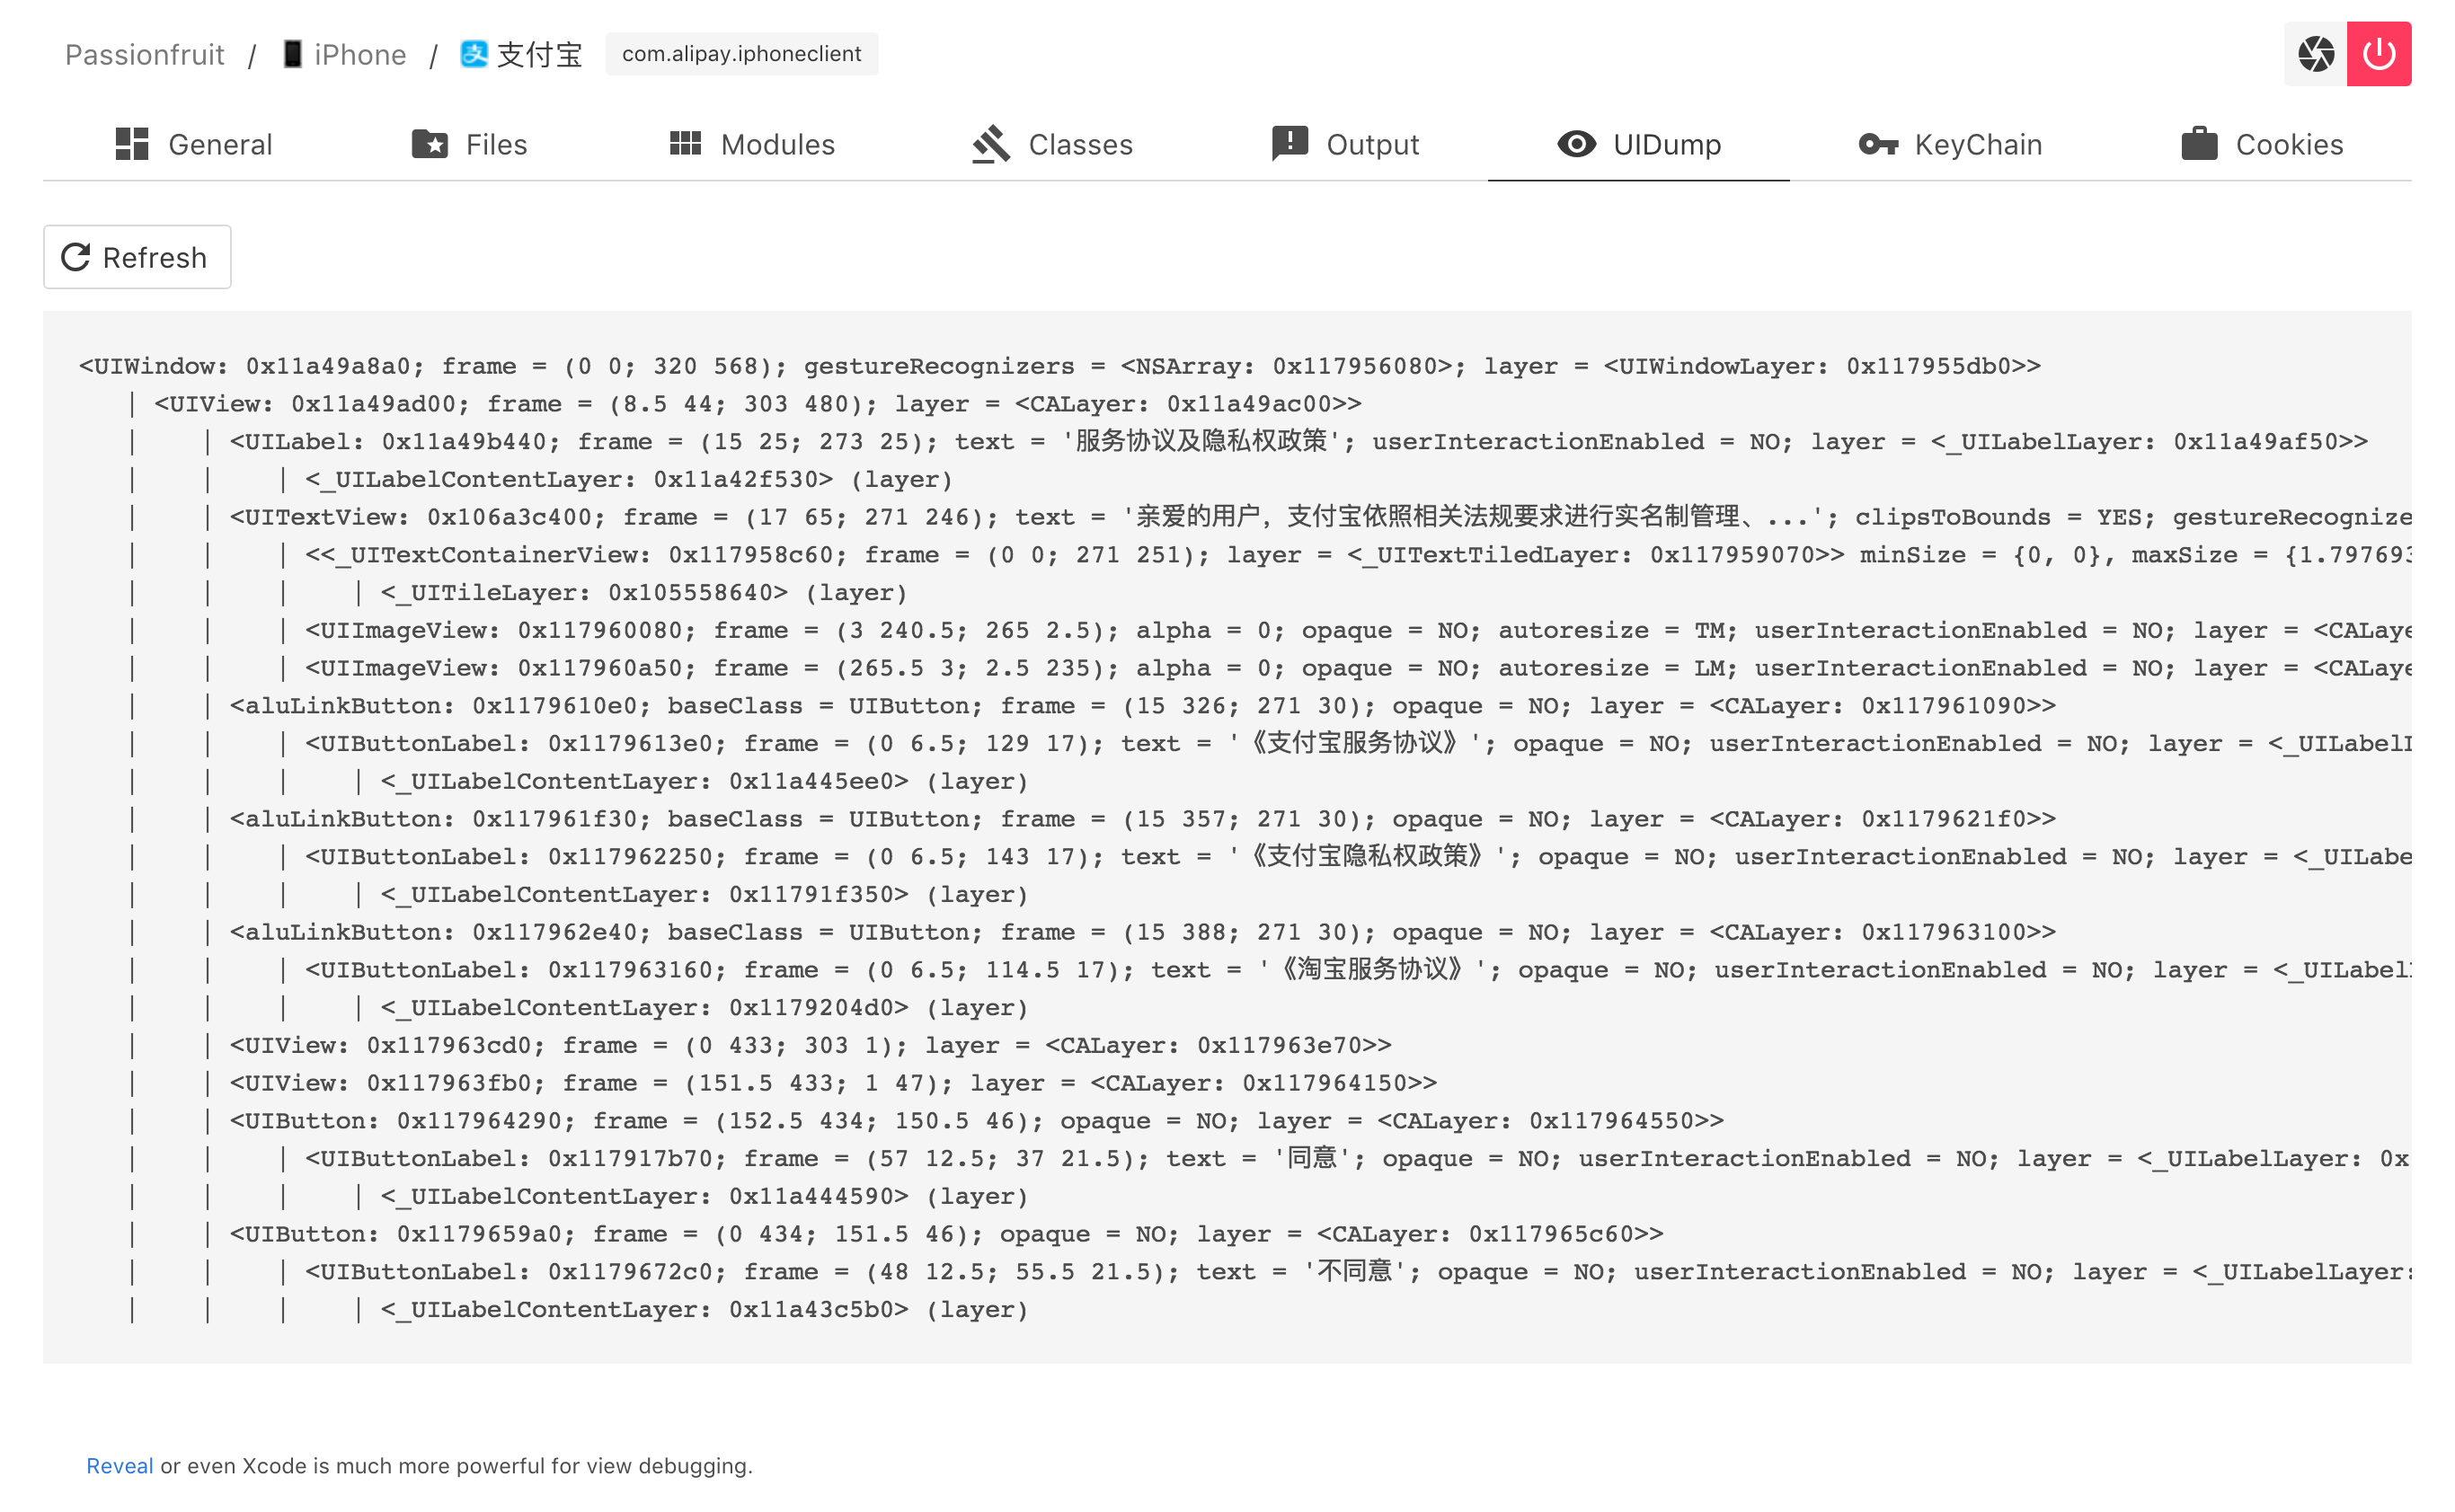 Passionfruit / iPhone / 支付宝 com.alipay.iphoneclient
General Files Modules Classes Output UIDump KeyChain Cookies
Refresh
<UIWindow: 0x11a49a8a0; frame = (0 0; 320 568); gestureRecognizers = <NSArray: 0x117956080>; layer = <UIWindowLayer: 0x117955db0>>
| <UIView: 0x11a49ad00; frame = (8.5 44; 303 480); layer = <CALayer: 0x11a49ac00>>
| | <UILabel: 0x11a49b440; frame = (15 25; 273 25); text = '服务协议及隐私权政策'; userInteractionEnabled = NO; layer = <_UILabelLayer: 0x11a49af50>>
| | | <_UILabelContentLayer: 0x11a42f530> (layer)
| | <UITextView: 0x106a3c400; frame = (17 65; 271 246); text = '亲爱的用户，支付宝依照相关法规要求进行实名制管理、...'; clipsToBounds = YES; gestureRecognize
| | | <<_UITextContainerView: 0x117958c60; frame = (0 0; 271 251); layer = <_UITextTiledLayer: 0x117959070>> minSize = {0, 0}, maxSize = {1.797693
| | | | <_UITileLayer: 0x105558640> (layer)
| | | <UIImageView: 0x117960080; frame = (3 240.5; 265 2.5); alpha = 0; opaque = NO; autoresize = TM; userInteractionEnabled = NO; layer = <CALaye
| | | <UIImageView: 0x117960a50; frame = (265.5 3; 2.5 235); alpha = 0; opaque = NO; autoresize = LM; userInteractionEnabled = NO; layer = <CALaye
| | <aluLinkButton: 0x1179610e0; baseClass = UIButton; frame = (15 326; 271 30); opaque = NO; layer = <CALayer: 0x117961090>>
| | | <UIButtonLabel: 0x1179613e0; frame = (0 6.5; 129 17); text = '《支付宝服务协议》'; opaque = NO; userInteractionEnabled = NO; layer = <_UILabel
| | | | <_UILabelContentLayer: 0x11a445ee0> (layer)
| | <aluLinkButton: 0x117961f30; baseClass = UIButton; frame = (15 357; 271 30); opaque = NO; layer = <CALayer: 0x1179621f0>>
| | | <UIButtonLabel: 0x117962250; frame = (0 6.5; 143 17); text = '《支付宝隐私权政策》'; opaque = NO; userInteractionEnabled = NO; layer = <_UILabe
| | | | <_UILabelContentLayer: 0x11791f350> (layer)
| | <aluLinkButton: 0x117962e40; baseClass = UIButton; frame = (15 388; 271 30); opaque = NO; layer = <CALayer: 0x117963100>>
| | | <UIButtonLabel: 0x117963160; frame = (0 6.5; 114.5 17); text = '《淘宝服务协议》'; opaque = NO; userInteractionEnabled = NO; layer = <_UILabel
| | | | <_UILabelContentLayer: 0x1179204d0> (layer)
| | <UIView: 0x117963cd0; frame = (0 433; 303 1); layer = <CALayer: 0x117963e70>>
| | <UIView: 0x117963fb0; frame = (151.5 433; 1 47); layer = <CALayer: 0x117964150>>
| | <UIButton: 0x117964290; frame = (152.5 434; 150.5 46); opaque = NO; layer = <CALayer: 0x117964550>>
| | | <UIButtonLabel: 0x117917b70; frame = (57 12.5; 37 21.5); text = '同意'; opaque = NO; userInteractionEnabled = NO; layer = <_UILabelLayer: 0x
| | | | <_UILabelContentLayer: 0x11a444590> (layer)
| | <UIButton: 0x1179659a0; frame = (0 434; 151.5 46); opaque = NO; layer = <CALayer: 0x117965c60>>
| | | <UIButtonLabel: 0x1179672c0; frame = (48 12.5; 55.5 21.5); text = '不同意'; opaque = NO; userInteractionEnabled = NO; layer = <_UILabelLayer:
| | | | <_UILabelContentLayer: 0x11a43c5b0> (layer)
Reveal or even Xcode is much more powerful for view debugging.